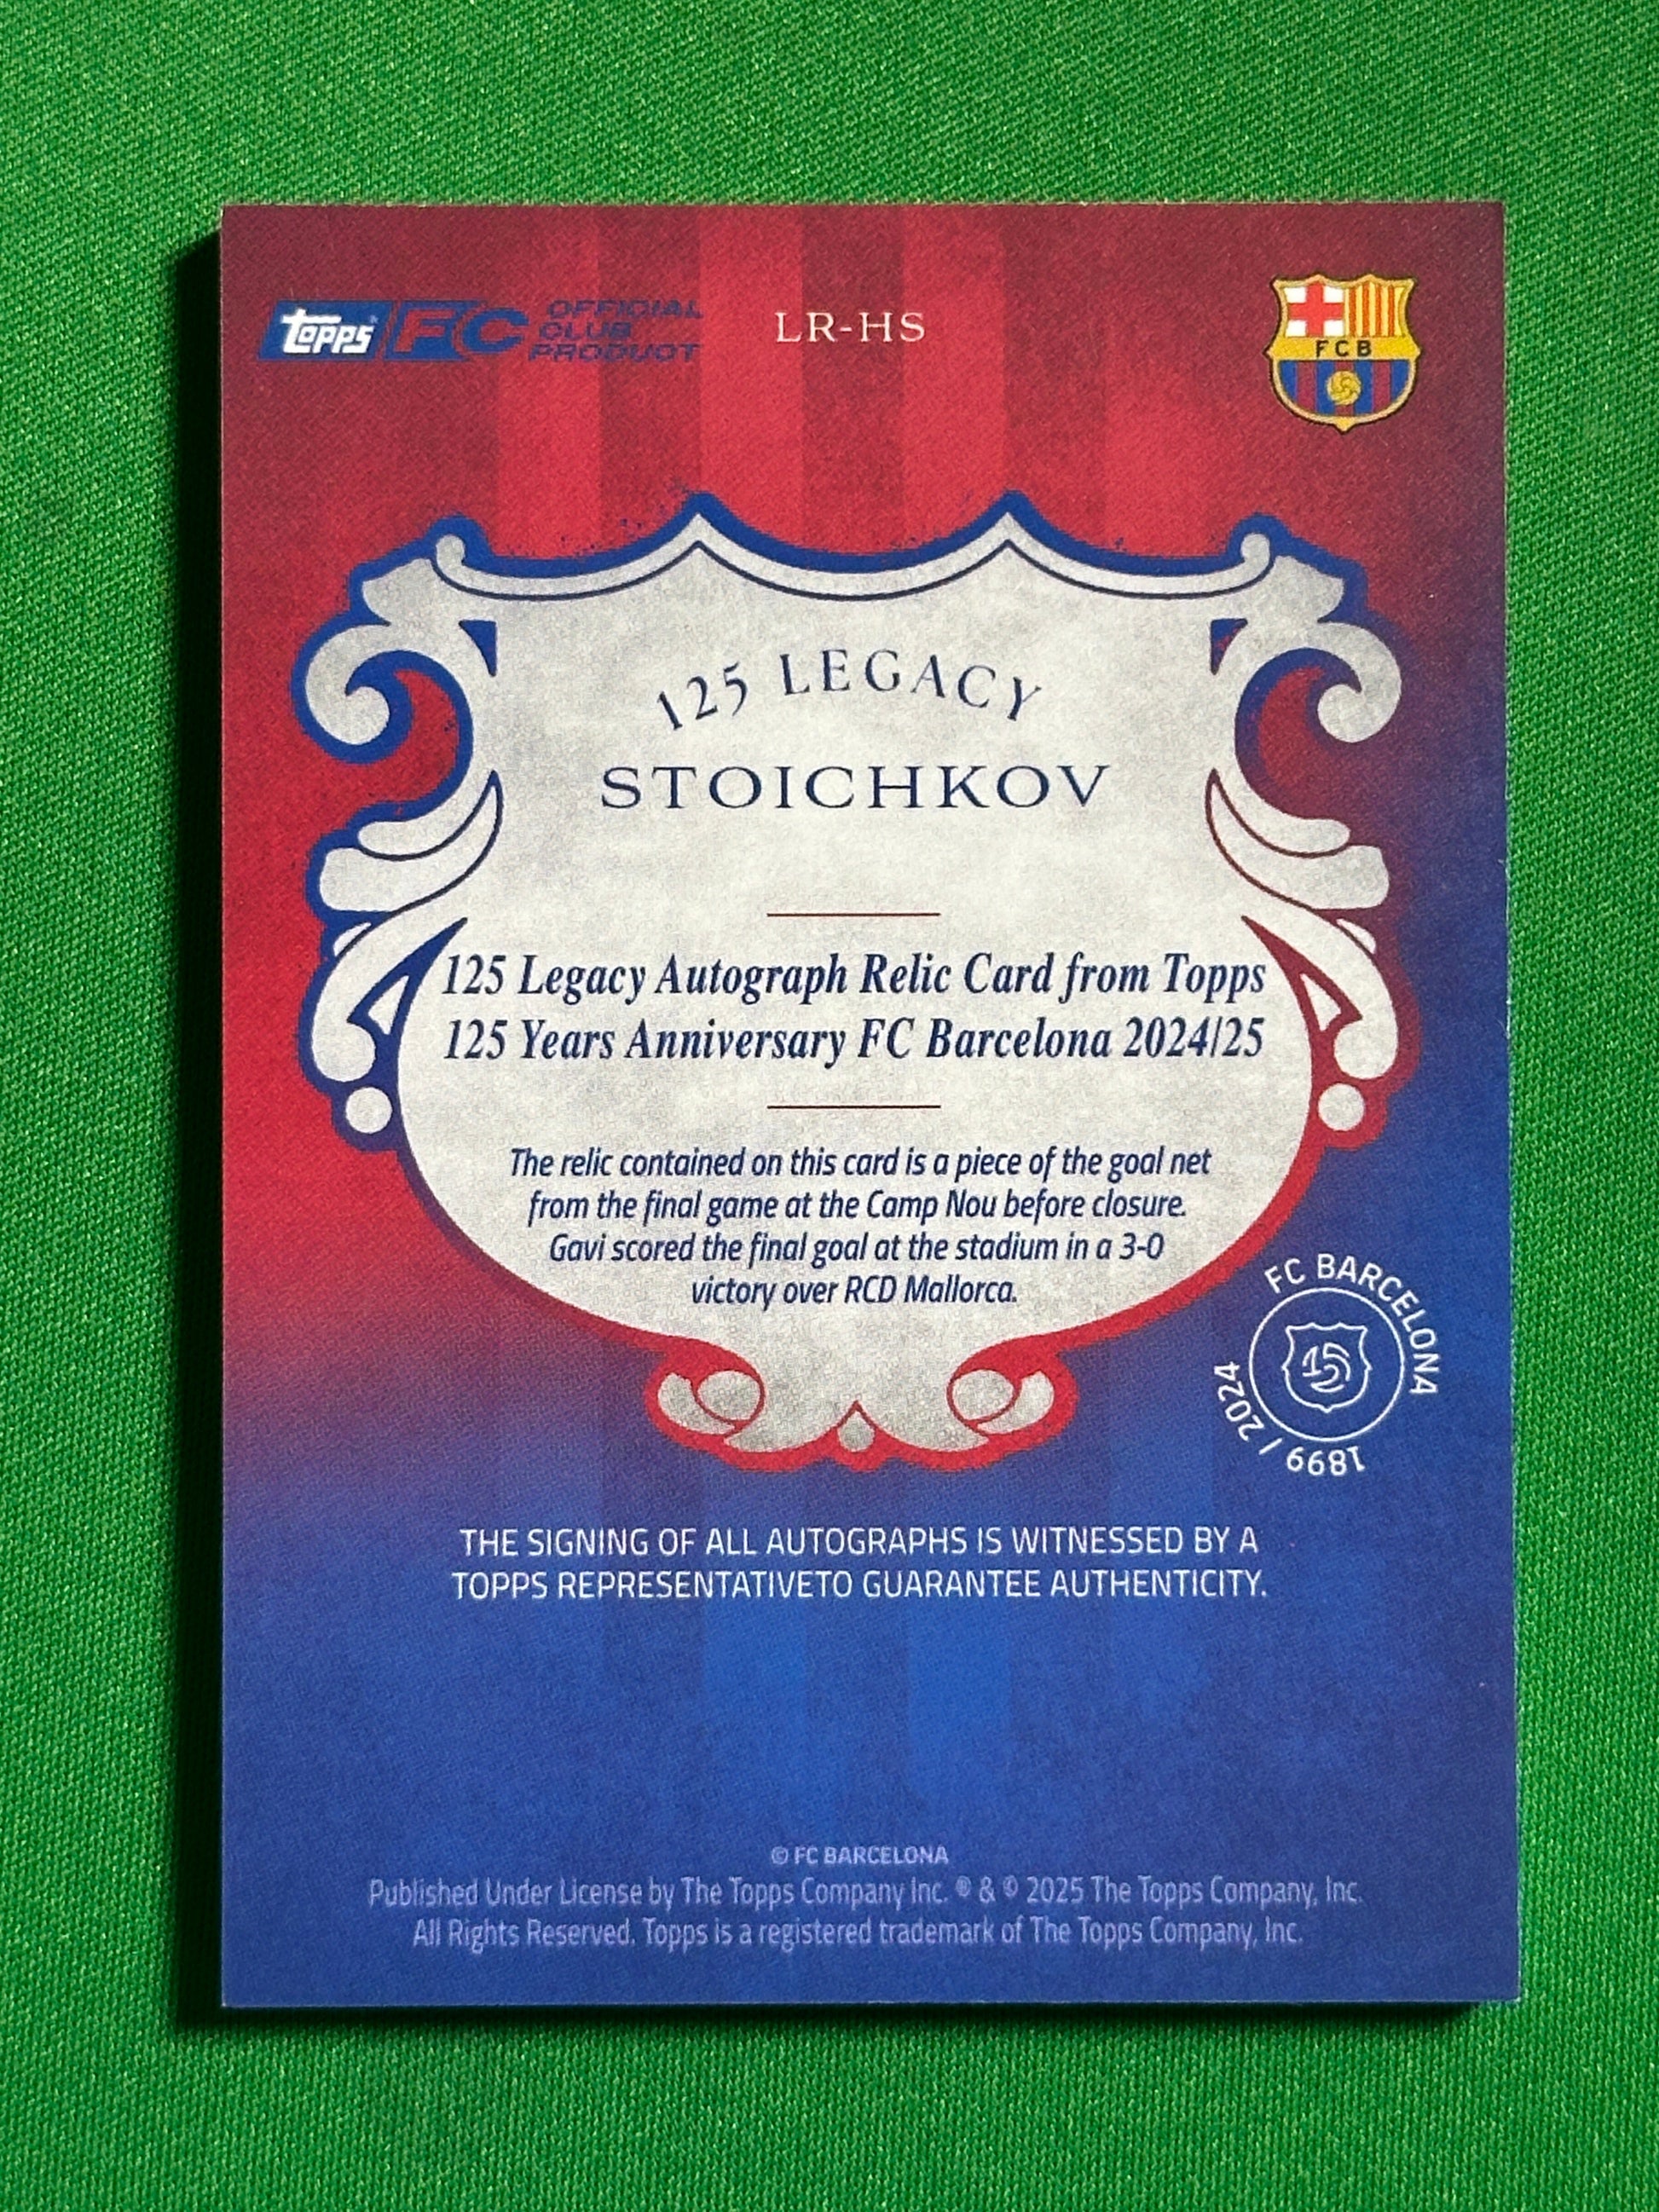 topps FC OFFICIAL
CLUB
PRODUCT
LR-HS
FCB
125 LEGACY
STOICHKOV
125 Legacy Autograph Relic Card from Topps
125 Years Anniversary FC Barcelona 2024/25
The relic contained on this card is a piece of the goal net
from the final game at the Camp Nou before closure.
Gavi scored the final goal at the stadium in a 3-0
victory over RCD Mallorca.
FC BARCELONA
125
1899 / 2024
THE SIGNING OF ALL AUTOGRAPHS IS WITNESSED BY A
TOPPS REPRESENTATIVETO GUARANTEE AUTHENTICITY.
© FC BARCELONA
Published Under License by The Topps Company Inc. ® & © 2025 The Topps Company, Inc.
All Rights Reserved. Topps is a registered trademark of The Topps Company, Inc.